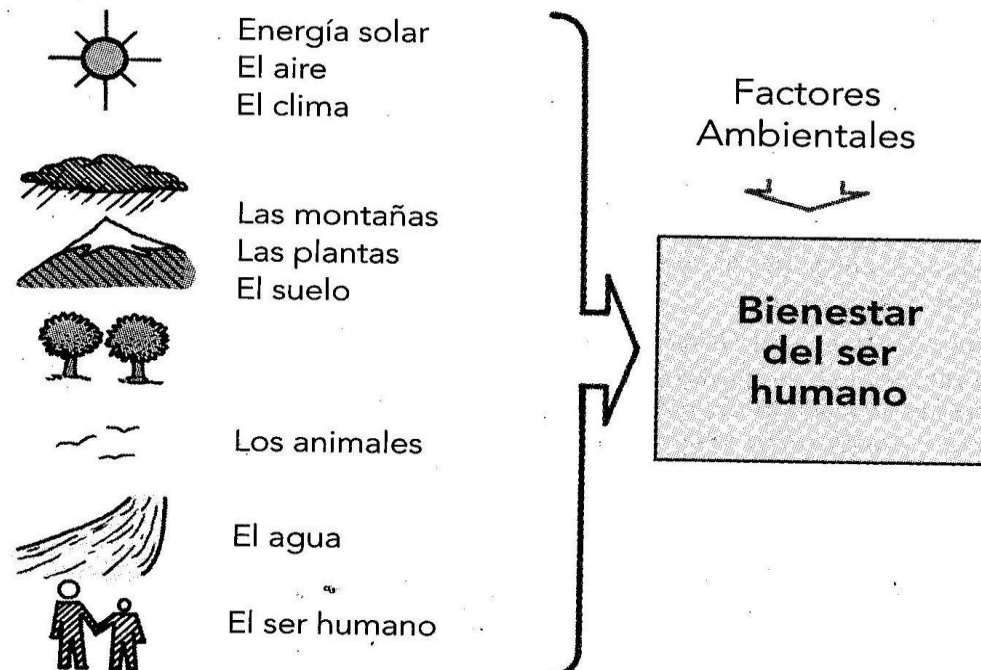 Energía solar
El aire
El clima
Las montañas
Las plantas
El suelo
Los animales
El agua
El ser humano
Factores
Ambientales
Bienestar
del ser
humano